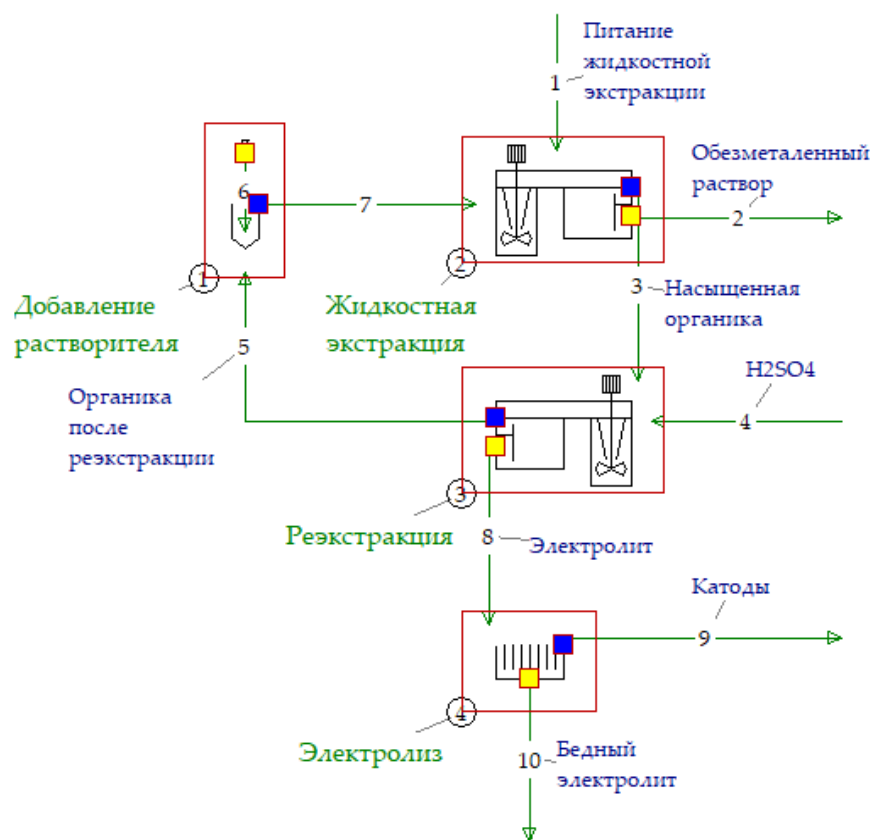 Питание
жидкостной
экстракции
1
Обезметаленный
раствор
6
7
2
1
2
3
Насыщенная
органика
Добавление
растворителя
Жидкостная
экстракция
5
H2SO4
Органика
после
реэкстракции
4
3
Реэкстракция
8
Электролит
Катоды
9
4
Электролиз
10
Бедный
электролит